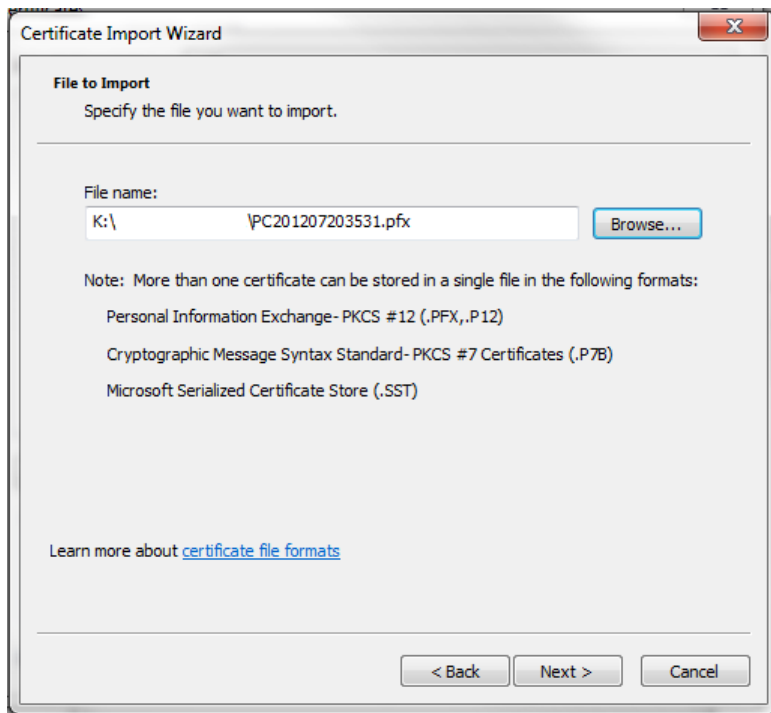 Certificate Import Wizard
File to Import
Specify the file you want to import.
File name:
K:\ \PC201207203531.pfx
Browse...
Note: More than one certificate can be stored in a single file in the following formats:
Personal Information Exchange- PKCS #12 (.PFX,.P12)
Cryptographic Message Syntax Standard- PKCS #7 Certificates (.P7B)
Microsoft Serialized Certificate Store (.SST)
Learn more about certificate file formats
< Back Next > Cancel